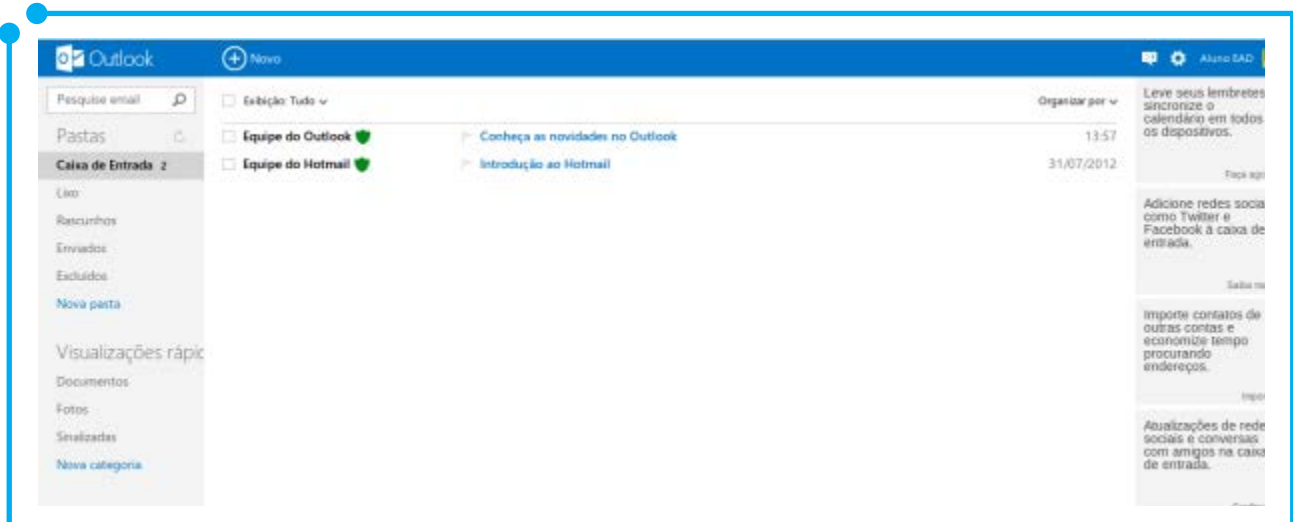 Outlook
Novo
Aluno EAD
Pesquise email
Exibição: Tudo
Organizar por
Pastas
Caixa de Entrada 2
Lixo
Rascunhos
Enviados
Excluídos
Nova pasta
Visualizações rápic
Documentos
Fotos
Sinalizadas
Nova categoria
Equipe do Outlook Conheça as novidades no Outlook 13:57
Equipe do Hotmail Introdução ao Hotmail 31/07/2012
Leve seus lembretes
sincronize o
calendário em todos
os dispositivos.
Faça
Adicione redes socia
como Twitter e
Facebook à caixa de
entrada.
Saiba
Importe contatos de
outras contas e
economize tempo
procurando
endereços.
Atualizações de rede
sociais e conversas
com amigos na caixa
de entrada.